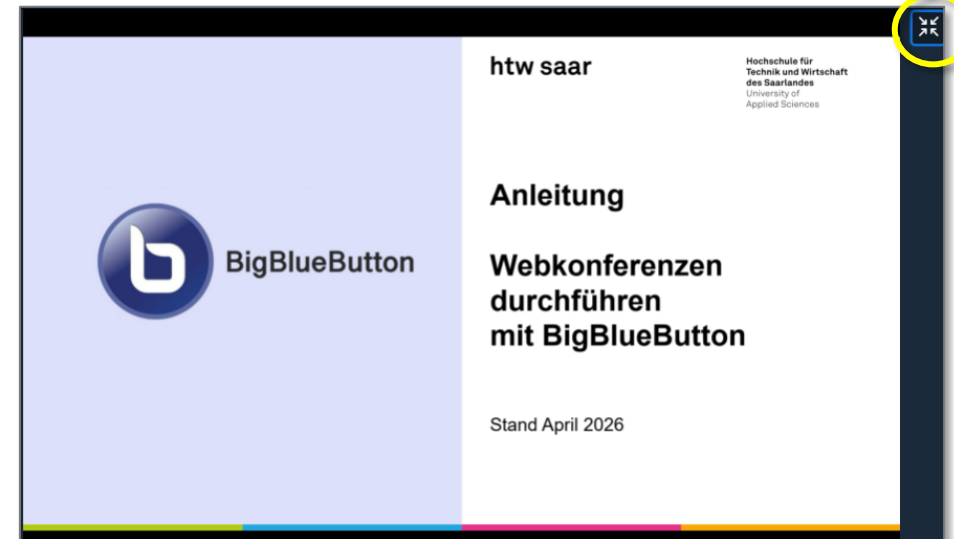 htw saar
Hochschule für
Technik und Wirtschaft
des Saarlandes
University of
Applied Sciences
BigBlueButton
Anleitung
Webkonferenzen
durchführen
mit BigBlueButton
Stand April 2026